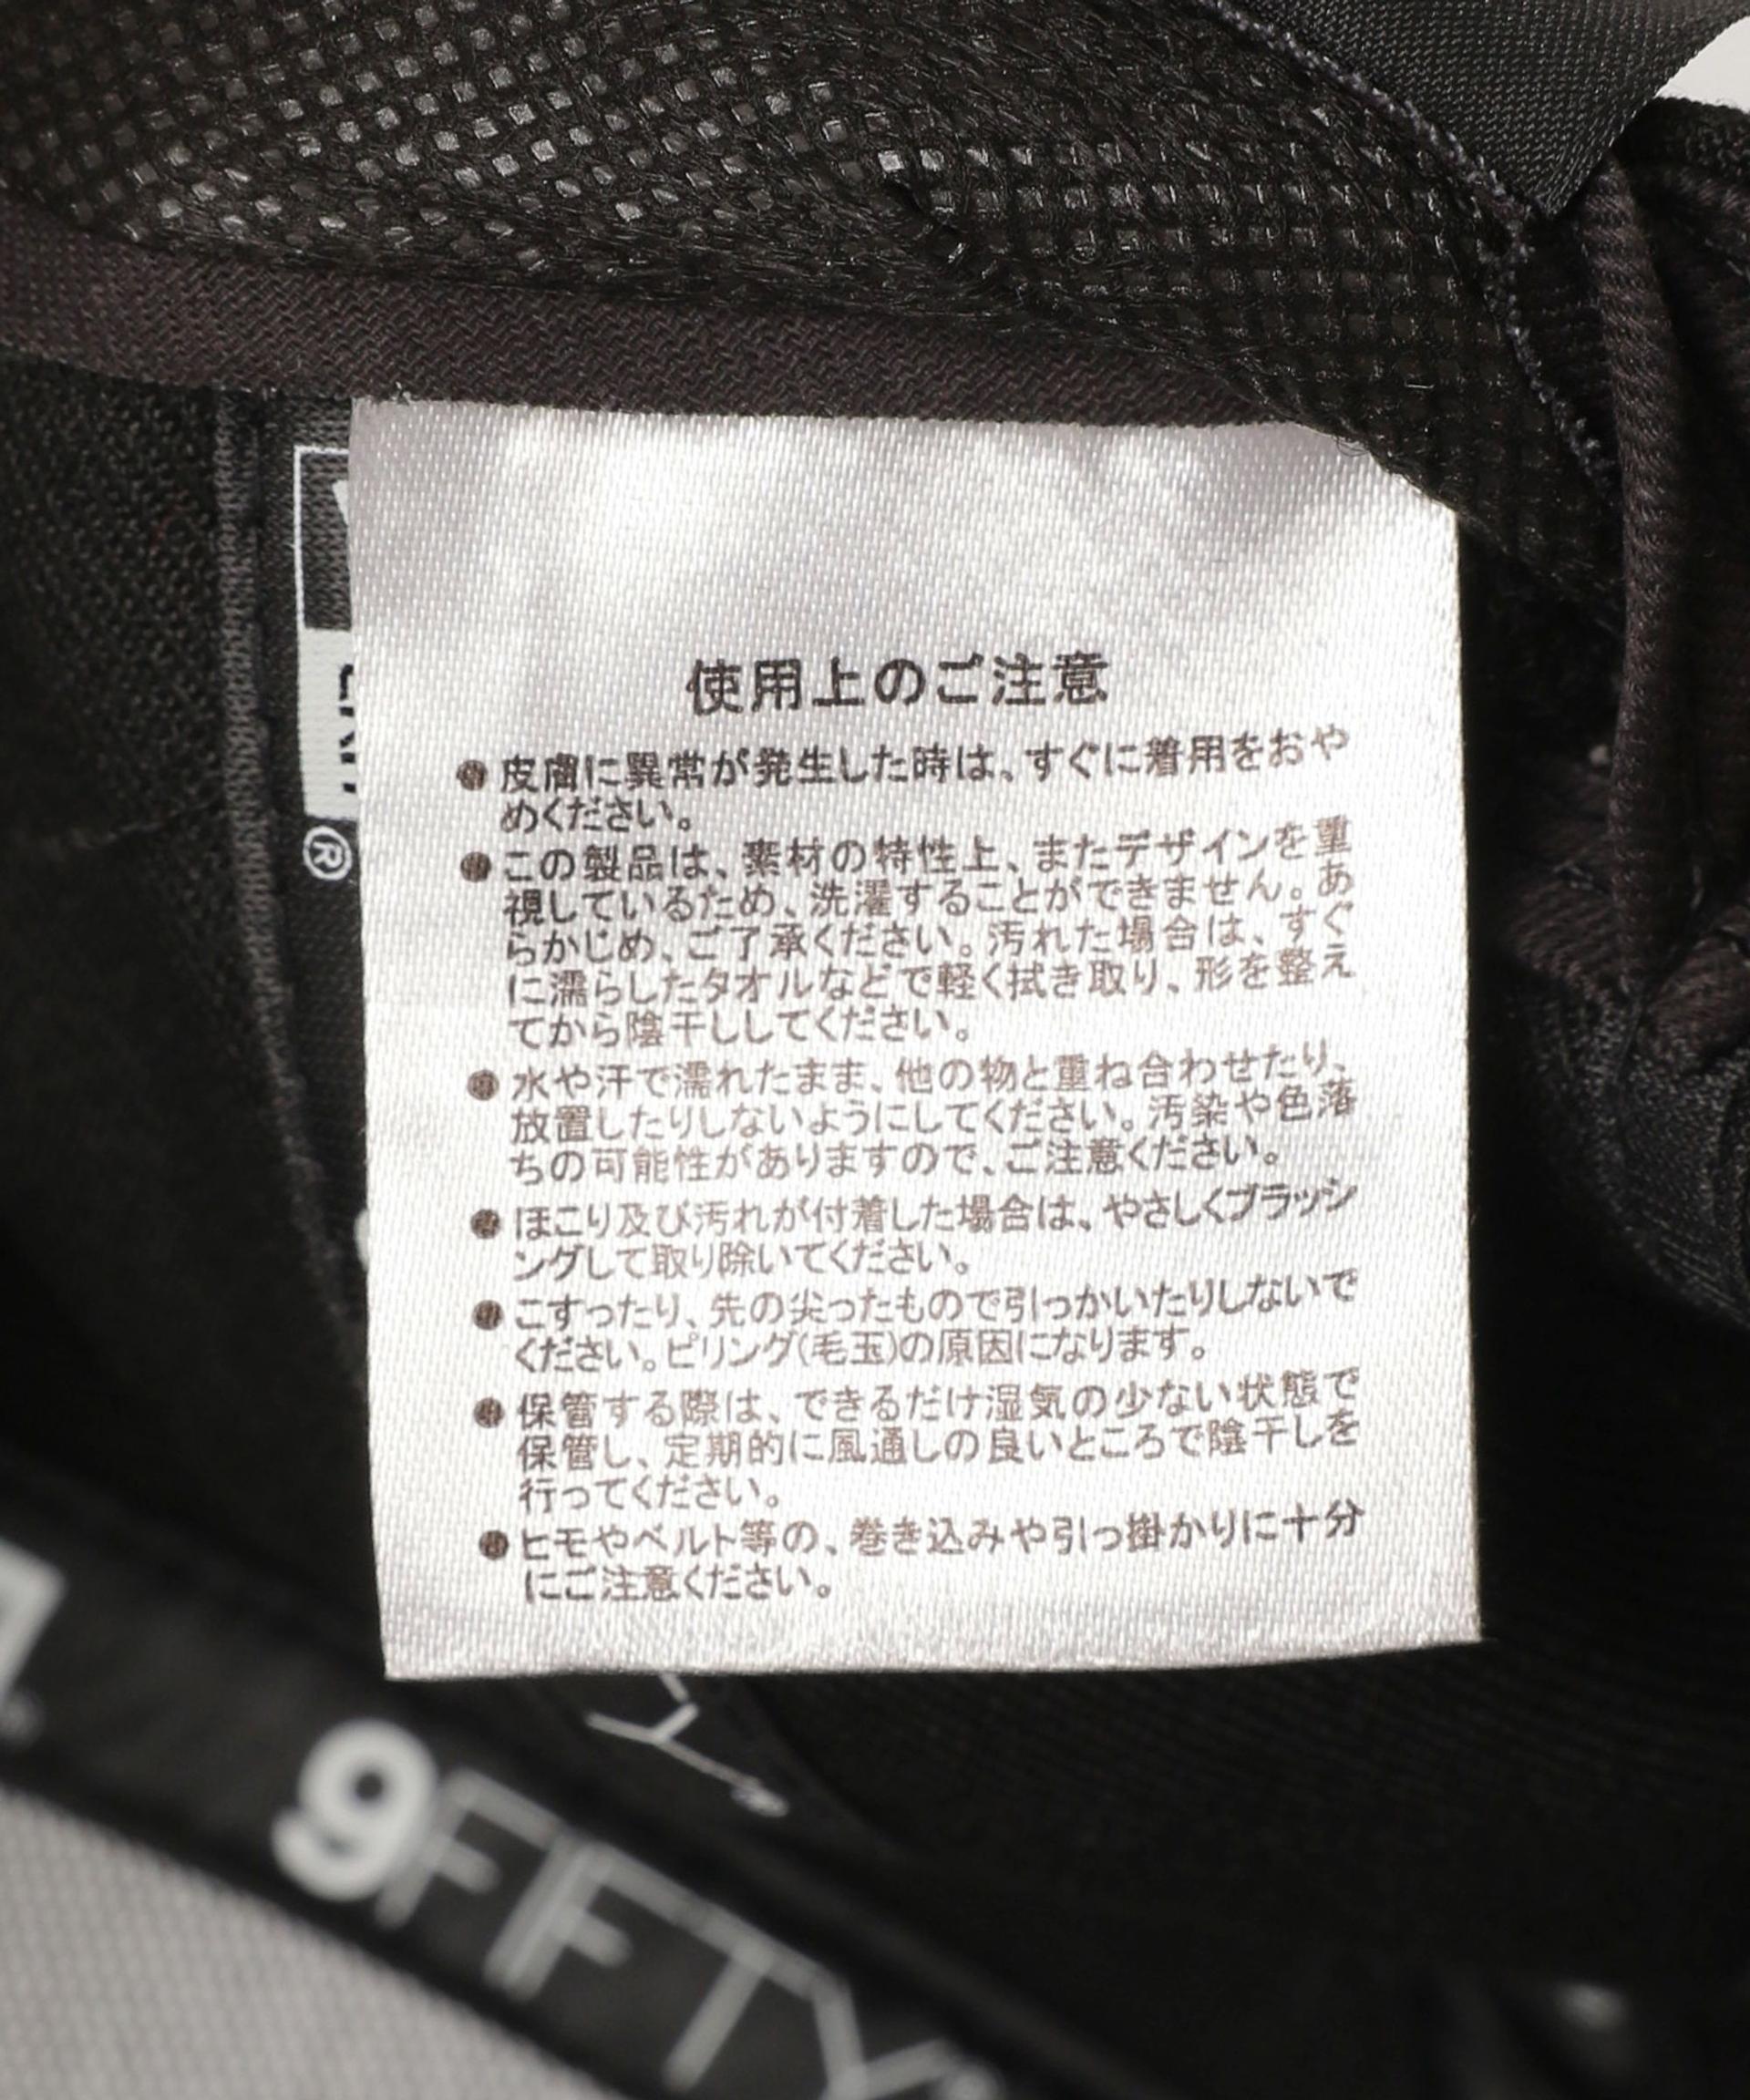 使用上のご注意
●皮膚に異常が発生した時は、すぐに着用をおや
めください。
●この製品は、素材の特性上、またデザインを重
視しているため、洗濯することができません。あ
らかじめ、ご了承ください。汚れた場合は、すぐ
に濡らしたタオルなどで軽く拭き取り、形を整え
てから陰干ししてください。
●水や汗で濡れたまま、他の物と重ね合わせたり、
放置したりしないようにしてください。汚染や色落
ちの可能性がありますので、ご注意ください。
●ほこり及び汚れが付着した場合は、やさしくブラッシ
ングして取り除いてください。
●こすったり、先の尖ったもので引っかいたりしないで
ください。ピリング(毛玉)の原因になります。
●保管する際は、できるだけ湿気の少ない状態で
保管し、定期的に風通しの良いところで陰干しを
行ってください。
●ヒモやベルト等の、巻き込みや引っ掛かりに十分
にご注意ください。
®
Y
9FIFTY